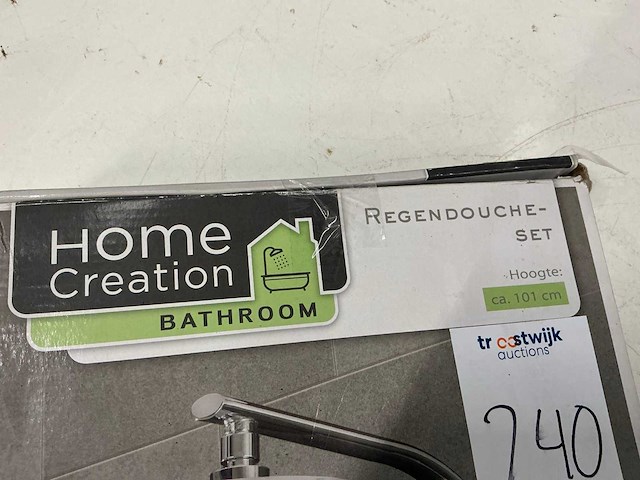 Home
Creation
BATHROOM
REGENDOUCHE-
SET
Hoogte:
ca. 101 cm
troostwijk
auctions
240